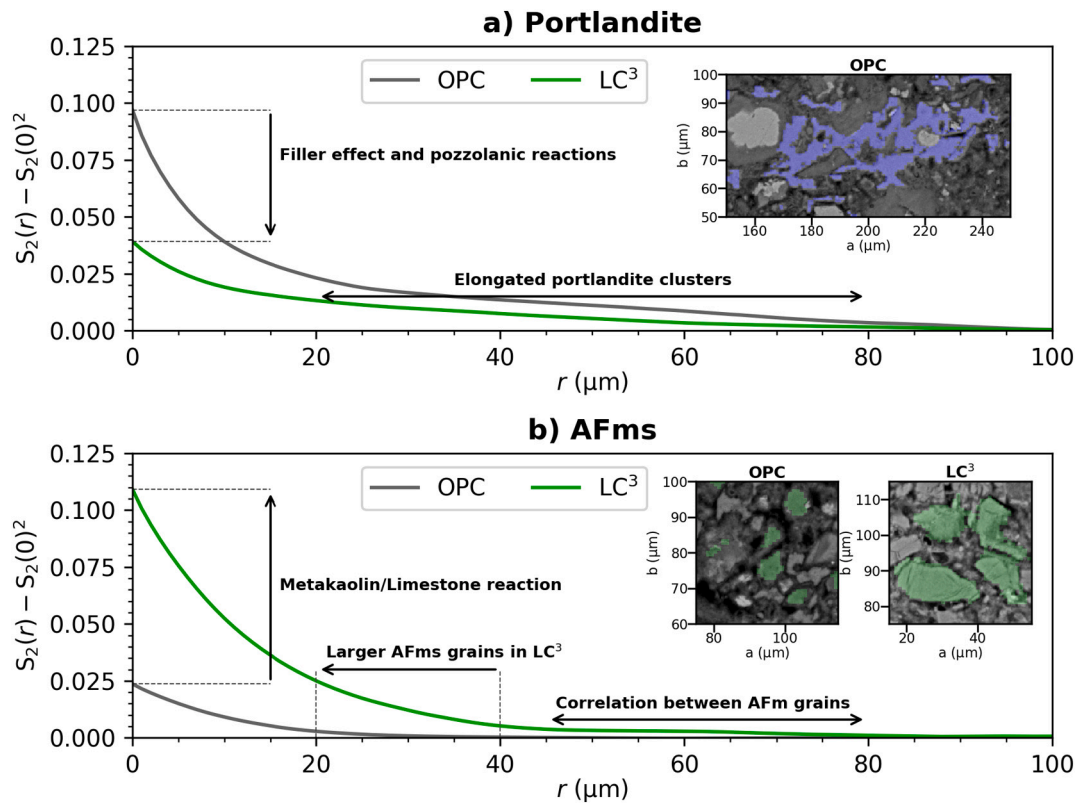 a) Portlandite
S₂(r) − S₂(0)²
0.125
0.100
0.075
0.050
0.025
0.000
OPC
LC³
Filler effect and pozzolanic reactions
Elongated portlandite clusters
OPC
b (μm)
100
90
80
70
60
50
160
180
200
220
240
a (μm)
0
20
40
60
80
100
r (μm)
b) AFms
S₂(r) − S₂(0)²
0.125
0.100
0.075
0.050
0.025
0.000
OPC
LC³
Metakaolin/Limestone reaction
Larger AFms grains in LC³
Correlation between AFm grains
OPC
b (μm)
100
90
80
70
60
80
100
a (μm)
LC³
b (μm)
110
100
90
80
20
40
a (μm)
0
20
40
60
80
100
r (μm)